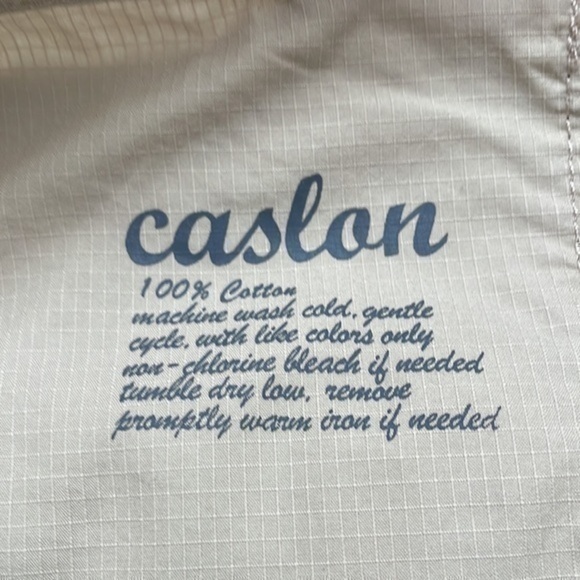 caslon
100% Cotton
machine wash cold, gentle
cycle, with like colors only
non-chlorine bleach if needed
tumble dry low, remove
promptly warm iron if needed